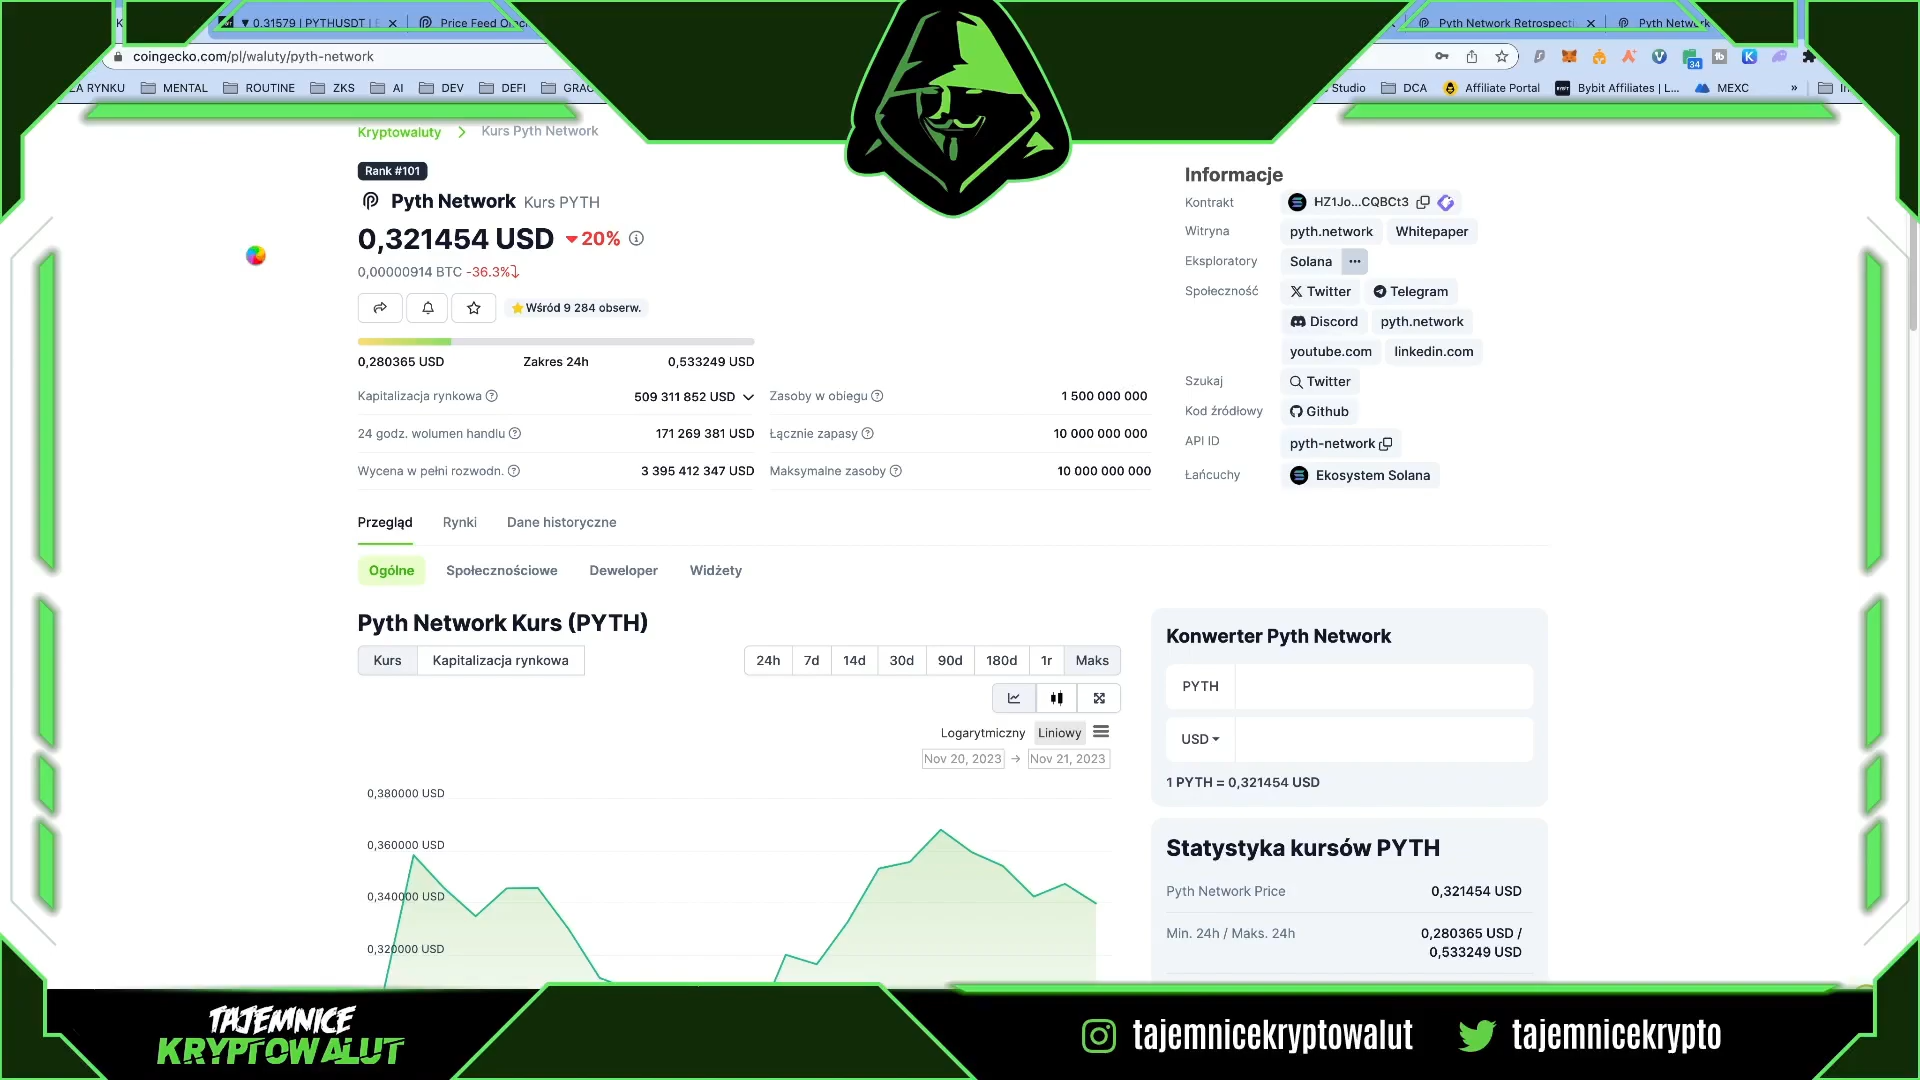 ▼ 0.31579 | PYTHUSDT |
Price Feed
Pyth Network Retrospecti
Pyth Network
coingecko.com/pl/waluty/pyth-network
34
RYNKU
MENTAL
ROUTINE
ZKS
AI
DEV
DEFI
Studio
DCA
Affiliate Portal
Bybit Affiliates | L...
MEXC
»
Kryptowaluty
Kurs Pyth Network
Rank #101
Pyth Network Kurs PYTH
0,321454 USD 20%
0,00000914 BTC -36.3%
Wśród 9 284 obserw.
0,280365 USD Zakres 24h 0,533249 USD
Kapitalizacja rynkowa 509 311 852 USD
Zasoby w obiegu 1 500 000 000
24 godz. wolumen handlu 171 269 381 USD
Łącznie zapasy 10 000 000 000
Wycena w pełni rozwodn. 3 395 412 347 USD
Maksymalne zasoby 10 000 000 000
Informacje
Kontrakt HZ1Jo...CQBCt3
Witryna pyth.network Whitepaper
Eksploratory Solana
Społeczność Twitter Telegram
Discord pyth.network
youtube.com linkedin.com
Szukaj Twitter
Kod źródłowy Github
API ID pyth-network
Łańcuchy Ekosystem Solana
Przegląd Rynki Dane historyczne
Ogólne Społecznościowe Deweloper Widżety
Pyth Network Kurs (PYTH)
Kurs Kapitalizacja rynkowa
24h 7d 14d 30d 90d 180d 1r Maks
Logarytmiczny Liniowy
Nov 20, 2023 → Nov 21, 2023
0,380000 USD
0,360000 USD
0,340000 USD
0,320000 USD
Konwerter Pyth Network
PYTH
USD
1 PYTH = 0,321454 USD
Statystyka kursów PYTH
Pyth Network Price 0,321454 USD
Min. 24h / Maks. 24h 0,280365 USD /
0,533249 USD
TAJEMNICE
KRYPTOWALUT
tajemnicekryptowalut
tajemnicekrypto